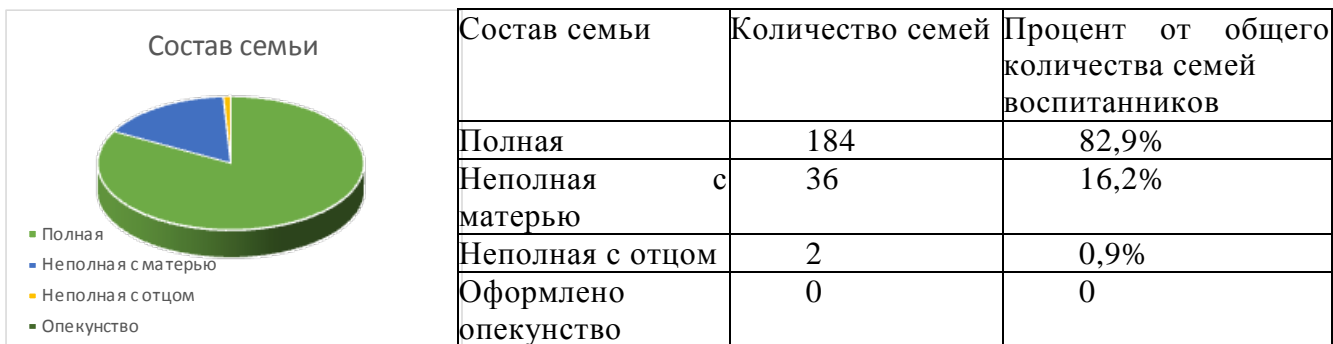 Состав семьи
Полная
Неполная с матерью
Неполная с отцом
Опекунство
Состав семьи Количество семей Процент от общего
количества семей
воспитанников
Полная 184 82,9%
Неполная с 36 16,2%
матерью
Неполная с отцом 2 0,9%
Оформлено 0 0
опекунство